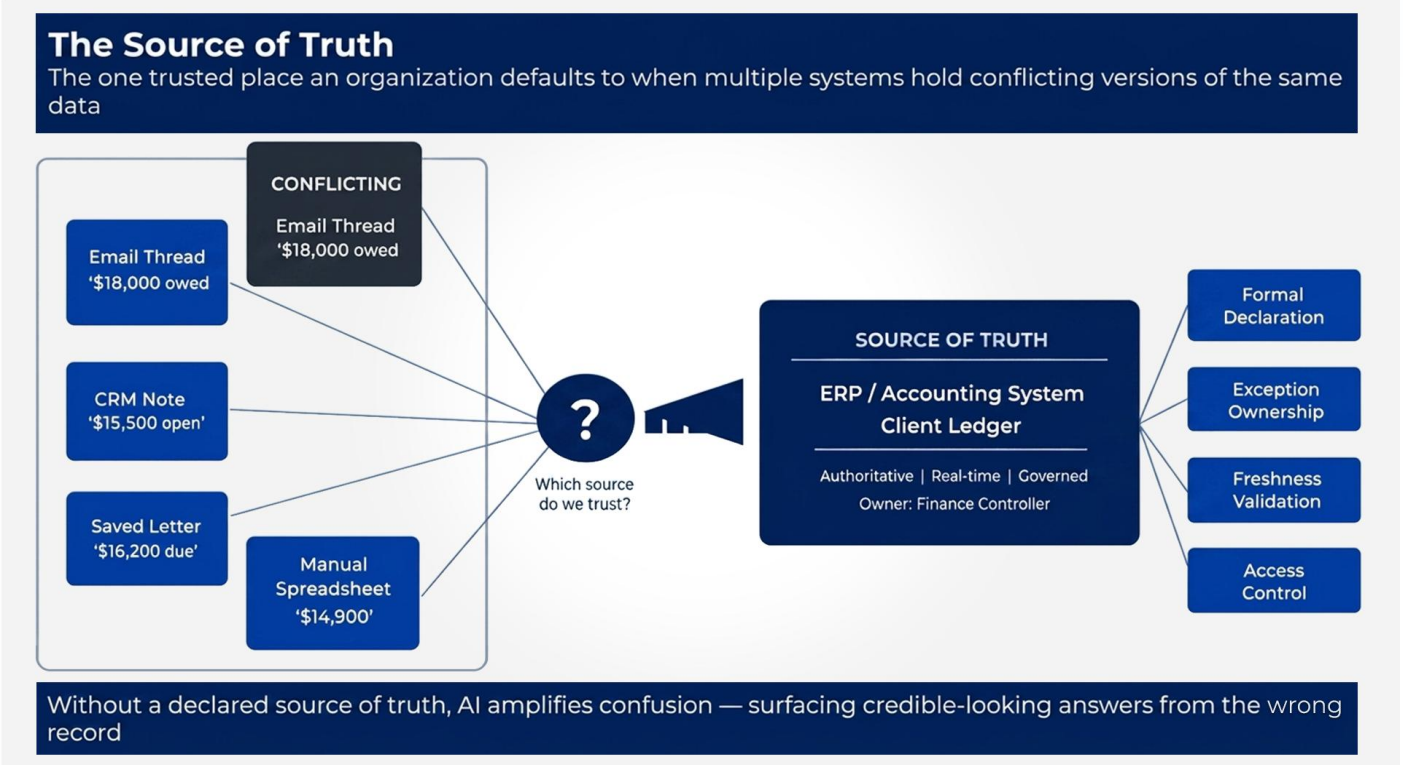 The Source of Truth
The one trusted place an organization defaults to when multiple systems hold conflicting versions of the same
data
CONFLICTING
Email Thread
‘$18,000 owed
Email Thread
‘$18,000 owed
CRM Note
‘$15,500 open’
Saved Letter
‘$16,200 due’
Manual
Spreadsheet
‘$14,900’
?
Which source
do we trust?
SOURCE OF TRUTH
ERP / Accounting System
Client Ledger
Authoritative | Real-time | Governed
Owner: Finance Controller
Formal
Declaration
Exception
Ownership
Freshness
Validation
Access
Control
Without a declared source of truth, AI amplifies confusion — surfacing credible-looking answers from the wrong
record